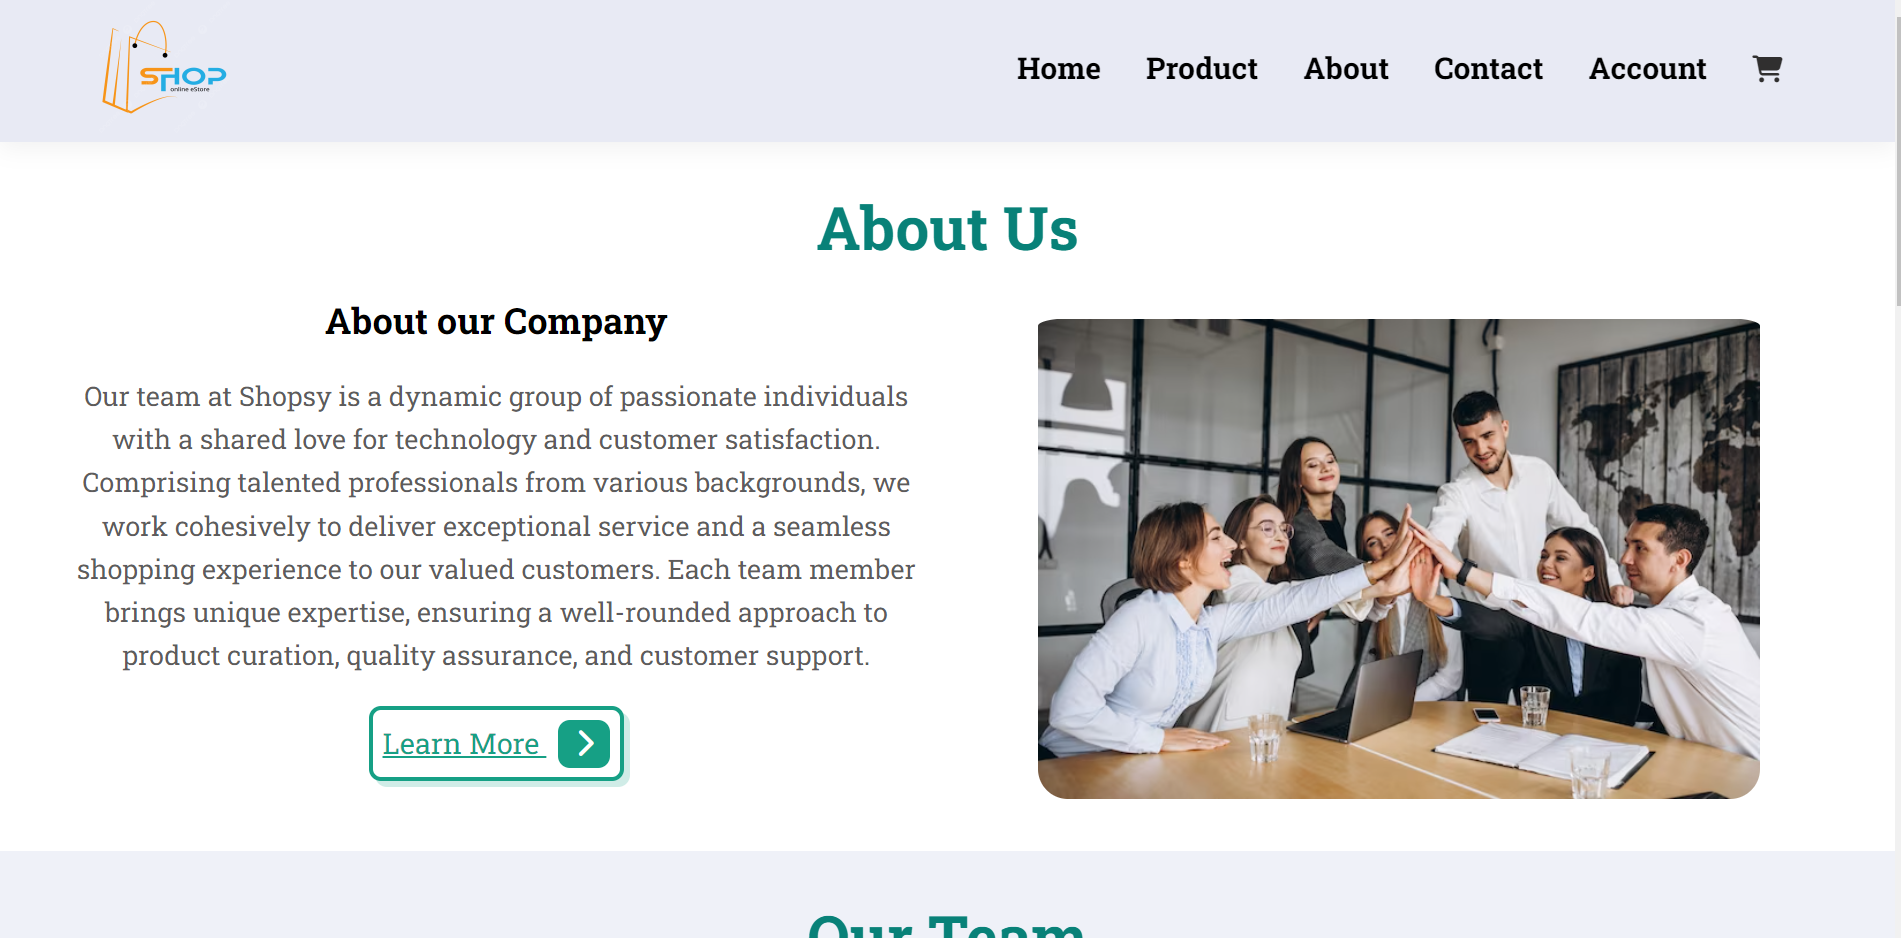 SHOP
online eStore
Home Product About Contact Account
About Us
About our Company
Our team at Shopsy is a dynamic group of passionate individuals
with a shared love for technology and customer satisfaction.
Comprising talented professionals from various backgrounds, we
work cohesively to deliver exceptional service and a seamless
shopping experience to our valued customers. Each team member
brings unique expertise, ensuring a well-rounded approach to
product curation, quality assurance, and customer support.
Learn More
Our Team